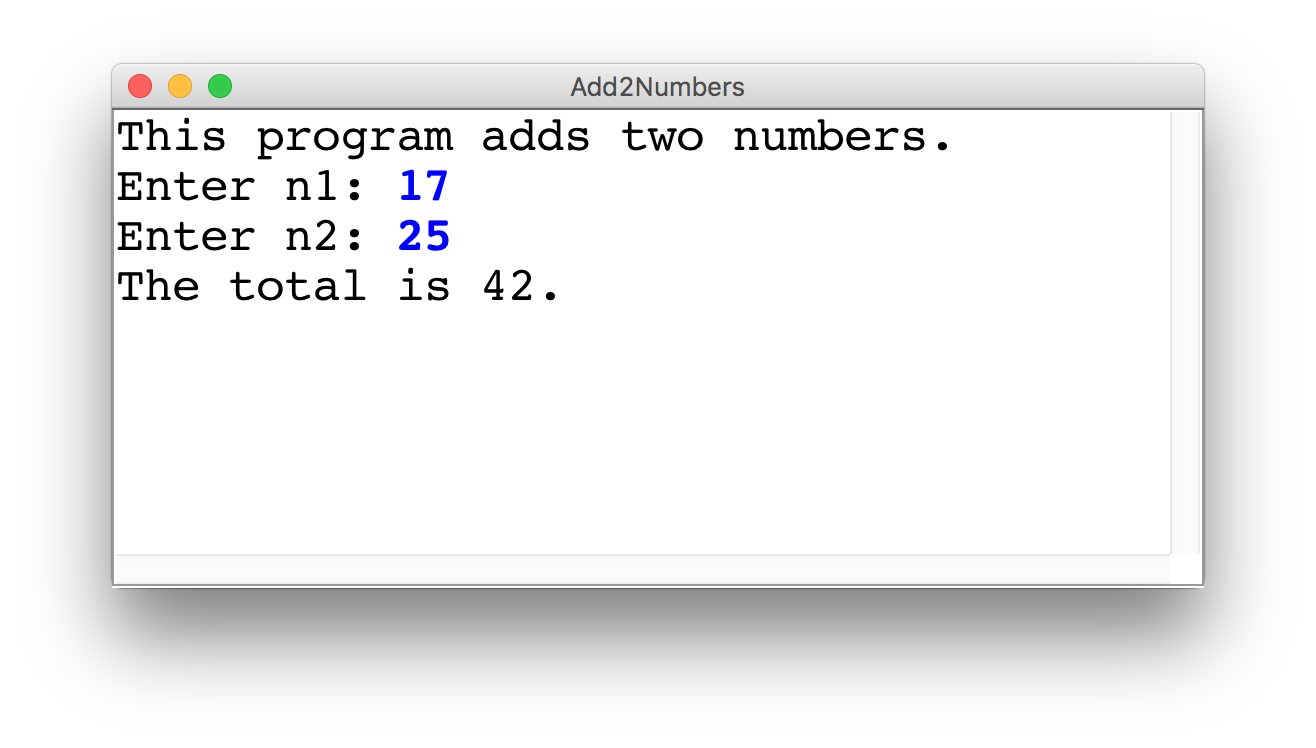 Add2Numbers
This program adds two numbers.
Enter n1: 17
Enter n2: 25
The total is 42.